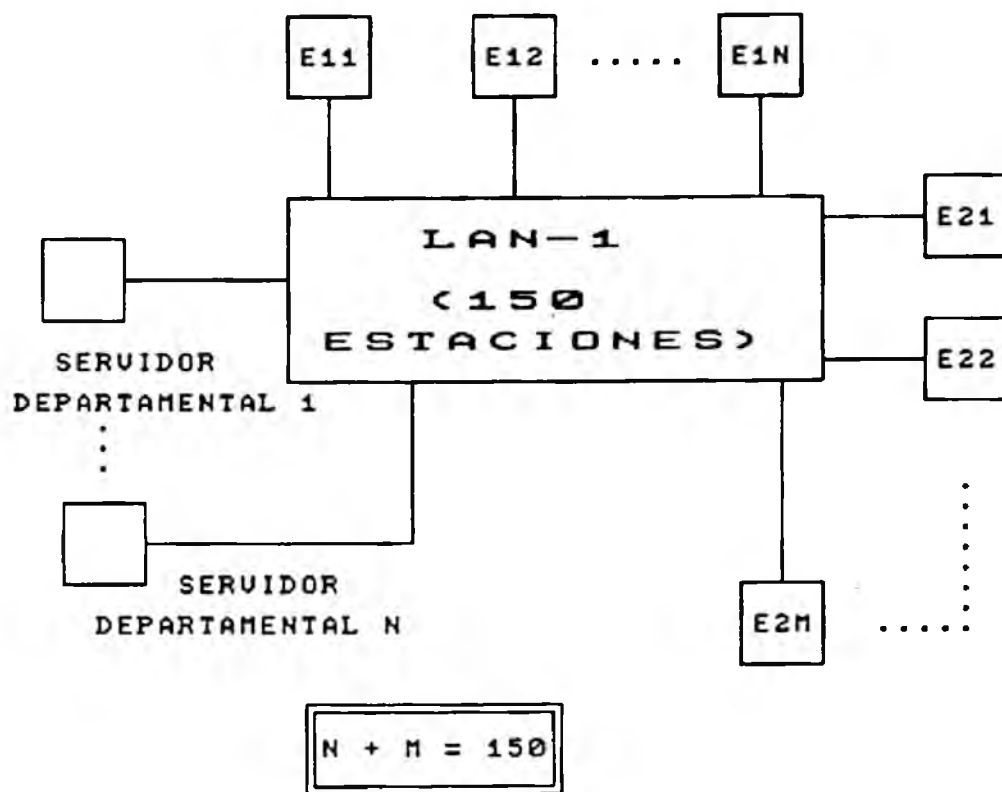 E11 E12 ..... E1N
E21
LAN-1
(150
ESTACIONES)
E22
SERVIDOR
DEPARTAMENTAL 1
SERVIDOR
DEPARTAMENTAL N
E2M
N + M = 150